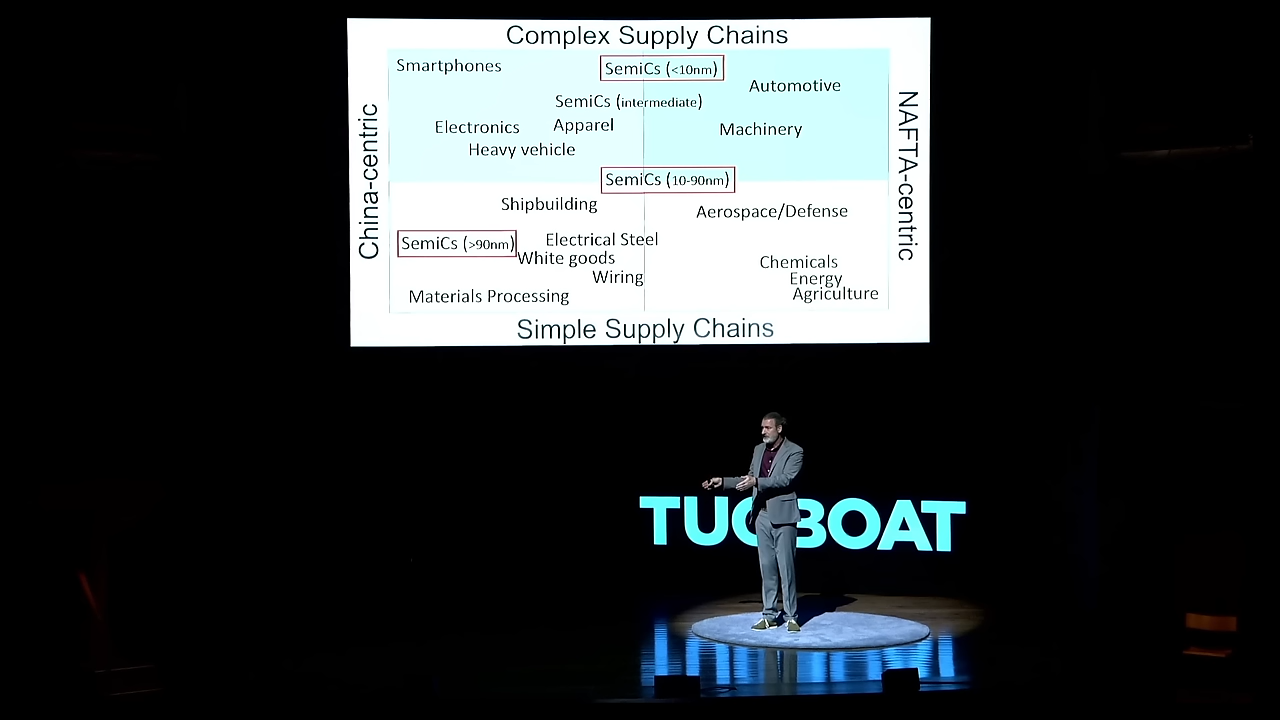 Complex Supply Chains
China-centric
NAFTA-centric
Smartphones
SemiCs (<10nm)
Automotive
SemiCs (intermediate)
Electronics
Apparel
Machinery
Heavy vehicle
SemiCs (10-90nm)
Shipbuilding
Aerospace/Defense
SemiCs (>90nm)
Electrical Steel
White goods
Chemicals
Wiring
Energy
Materials Processing
Agriculture
Simple Supply Chains
TUGBOAT